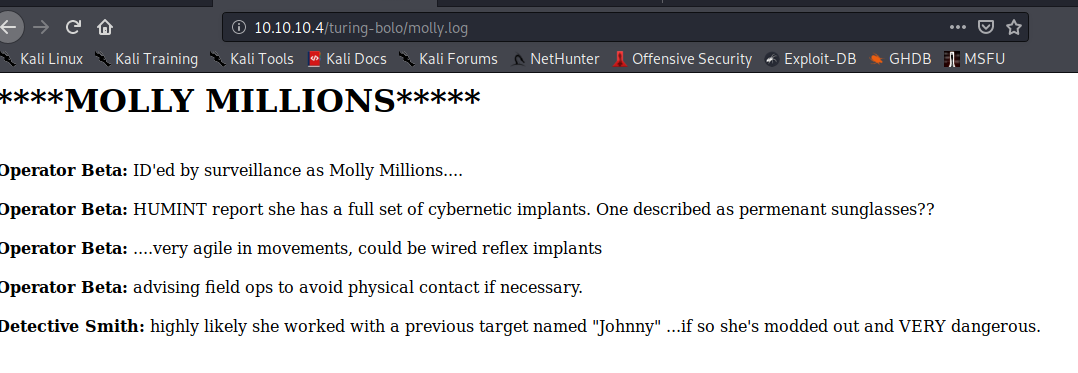 10.10.10.4/turing-bolo/molly.log
Kali Linux Kali Training Kali Tools Kali Docs Kali Forums NetHunter Offensive Security Exploit-DB GHDB MSFU
****MOLLY MILLIONS*****
Operator Beta: ID'ed by surveillance as Molly Millions....
Operator Beta: HUMINT report she has a full set of cybernetic implants. One described as permenant sunglasses??
Operator Beta: ....very agile in movements, could be wired reflex implants
Operator Beta: advising field ops to avoid physical contact if necessary.
Detective Smith: highly likely she worked with a previous target named "Johnny" ...if so she's modded out and VERY dangerous.